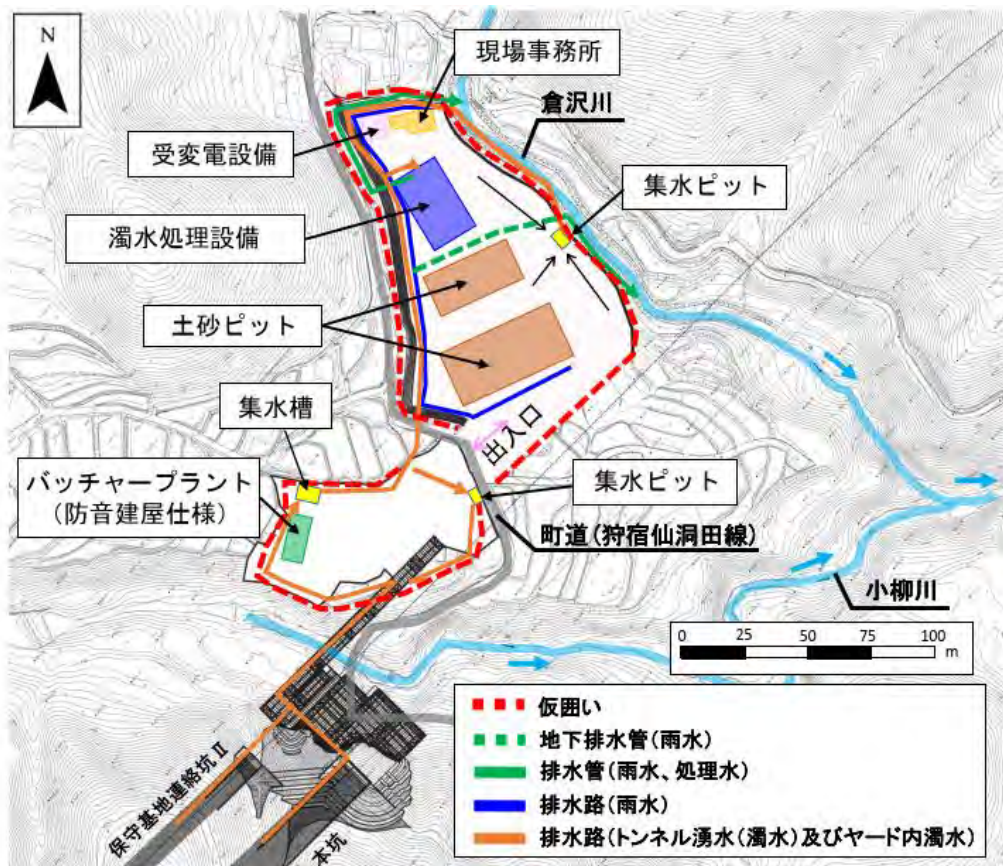 N
現場事務所
倉沢川
受変電設備
集水ピット
濁水処理設備
土砂ピット
集水槽
出入口
バッチャープラント
（防音建屋仕様）
集水ピット
町道(狩宿仙洞田線)
小柳川
0 25 50 75 100
m
保守基地連絡坑Ⅱ
本坑
仮囲い
地下排水管(雨水)
排水管(雨水、処理水)
排水路(雨水)
排水路(トンネル湧水(濁水)及びヤード内濁水)